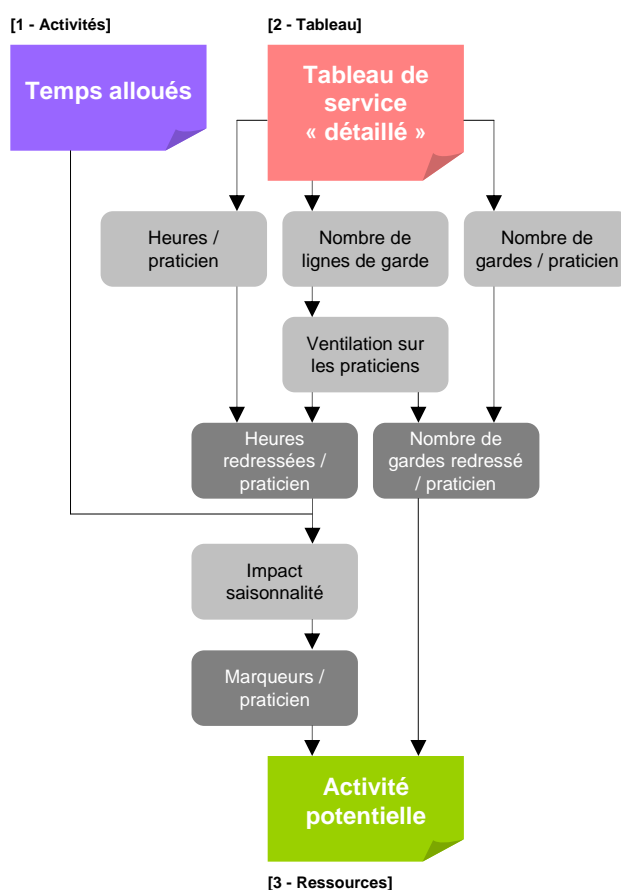 [1 - Activités]
[2 - Tableau]
Temps alloués
Tableau de
service
« détaillé »
Heures /
praticien
Nombre de
lignes de garde
Nombre de
gardes / praticien
Ventilation sur
les praticiens
Heures
redressées /
praticien
Nombre de
gardes redressé
/ praticien
Impact
saisonnalité
Marqueurs /
praticien
Activité
potentielle
[3 - Ressources]